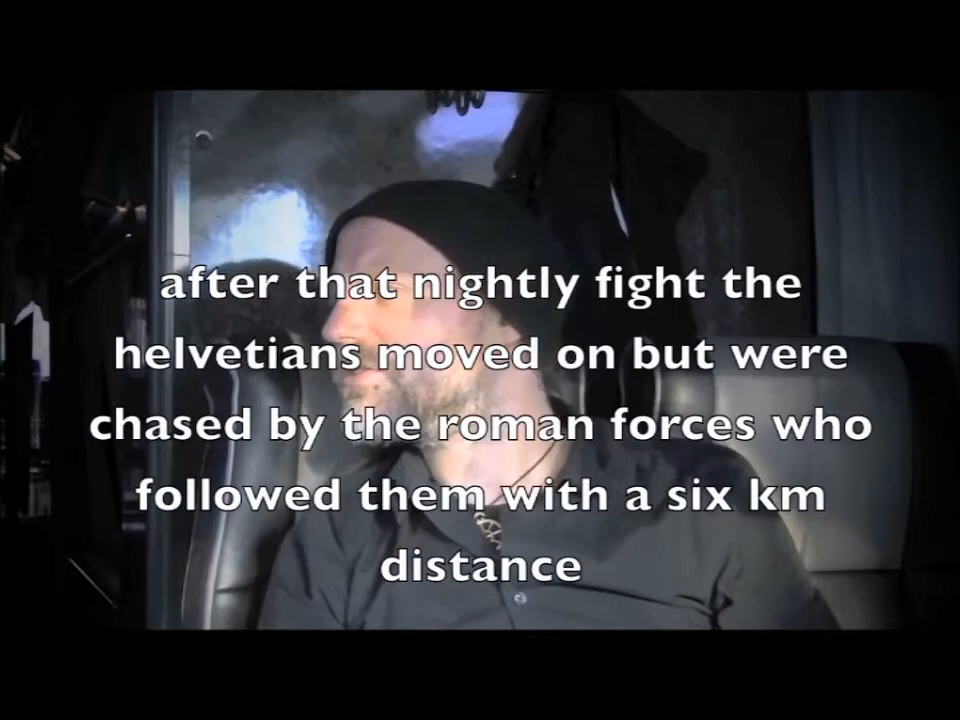 after that nightly fight the
helvetians moved on but were
chased by the roman forces who
followed them with a six km
distance